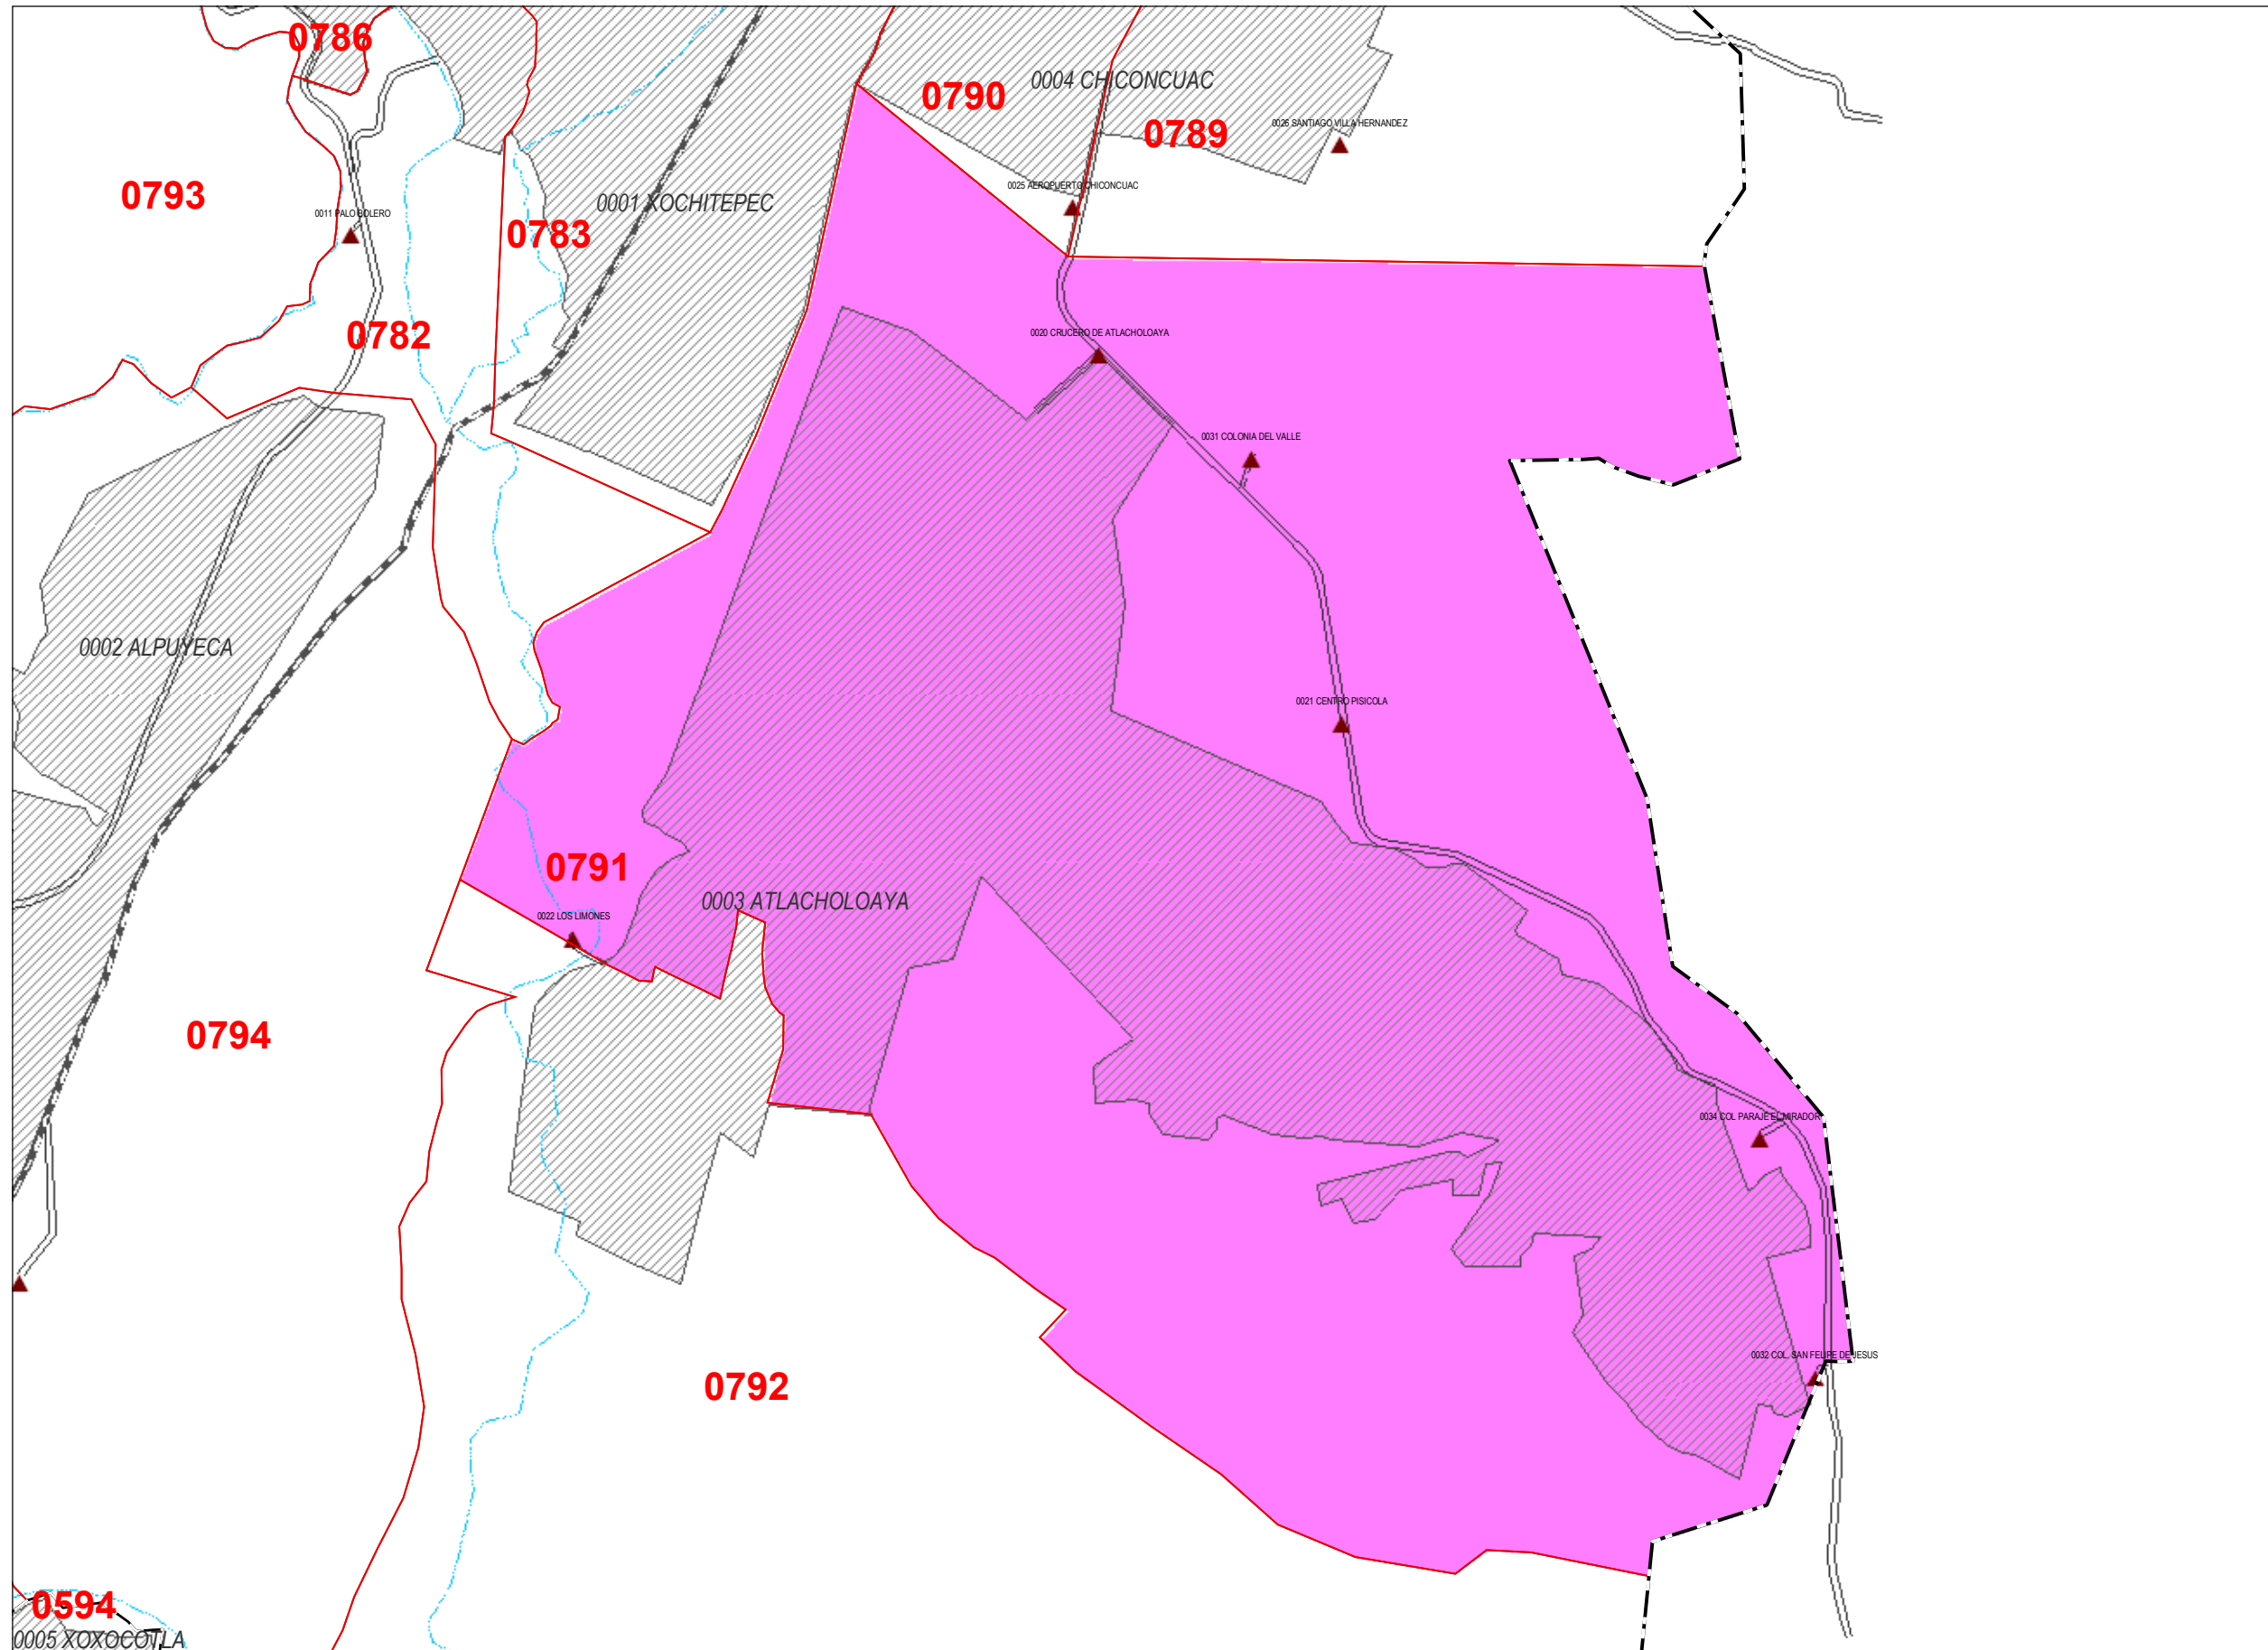 0786
0004 CHICONCUAC
0790
0789
0026 SANTIAGO VILLA HERNANDEZ
0793
0025 AEROPUERTO CHICONCUAC
0001 XOCHITEPEC
0011 PALO BOLERO
0783
0782
0020 CRUCERO DE ATLACHOLOAYA
0031 COLONIA DEL VALLE
0002 ALPUYECA
0021 CENTRO PISICOLA
0791
0003 ATLACHOLOAYA
0022 LOS LIMONES
0794
0034 COL PARAJE EL MIRADOR
0032 COL. SAN FELIPE DE JESUS
0792
0594
0005 XOXOCOTLA